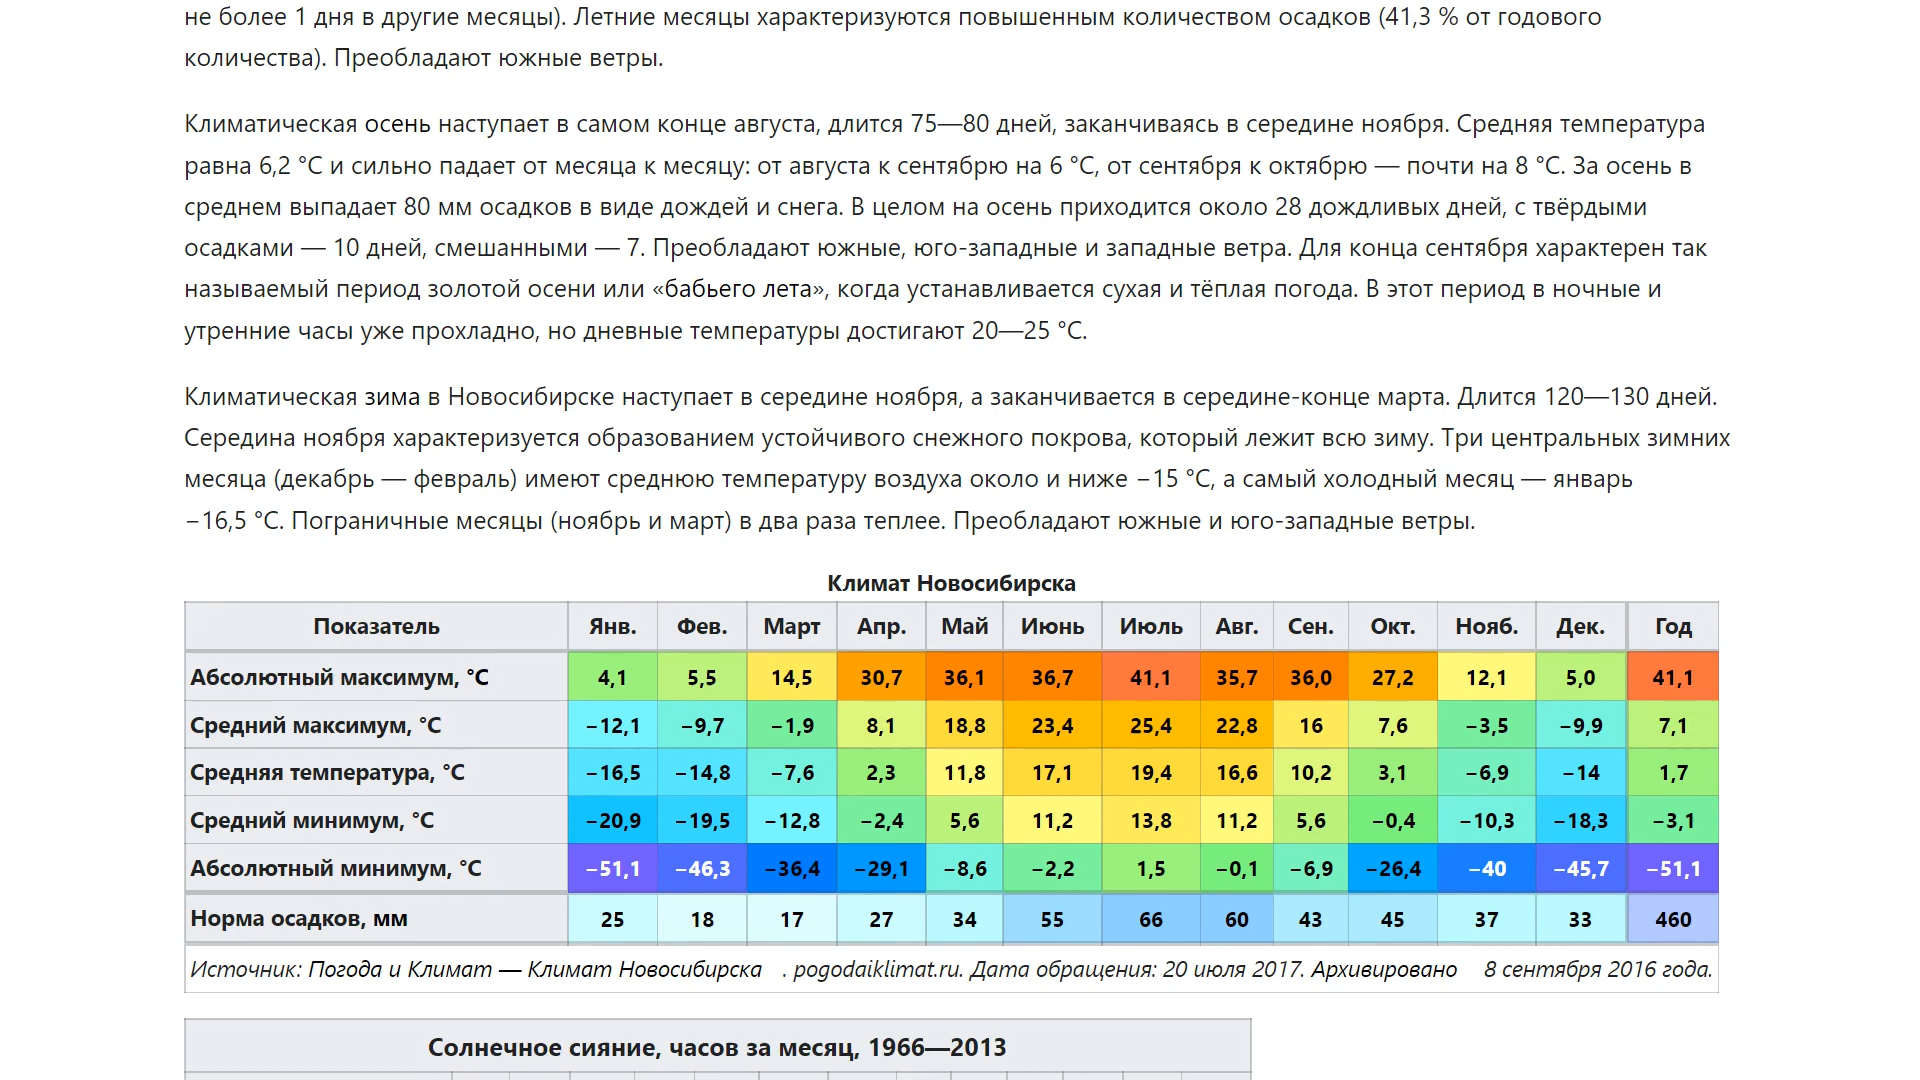 не более 1 дня в другие месяцы). Летние месяцы характеризуются повышенным количеством осадков (41,3 % от годового
количества). Преобладают южные ветры.
Климатическая осень наступает в самом конце августа, длится 75—80 дней, заканчиваясь в середине ноября. Средняя температура
равна 6,2 °C и сильно падает от месяца к месяцу: от августа к сентябрю на 6 °C, от сентября к октябрю — почти на 8 °C. За осень в
среднем выпадает 80 мм осадков в виде дождей и снега. В целом на осень приходится около 28 дождливых дней, с твёрдыми
осадками — 10 дней, смешанными — 7. Преобладают южные, юго-западные и западные ветра. Для конца сентября характерен так
называемый период золотой осени или «бабьего лета», когда устанавливается сухая и тёплая погода. В этот период в ночные и
утренние часы уже прохладно, но дневные температуры достигают 20—25 °C.
Климатическая зима в Новосибирске наступает в середине ноября, а заканчивается в середине-конце марта. Длится 120—130 дней.
Середина ноября характеризуется образованием устойчивого снежного покрова, который лежит всю зиму. Три центральных зимних
месяца (декабрь — февраль) имеют среднюю температуру воздуха около и ниже −15 °C, а самый холодный месяц — январь
−16,5 °C. Пограничные месяцы (ноябрь и март) в два раза теплее. Преобладают южные и юго-западные ветры.
Климат Новосибирска
Показатель Янв. Фев. Март Апр. Май Июнь Июль Авг. Сен. Окт. Нояб. Дек. Год
Абсолютный максимум, °C 4,1 5,5 14,5 30,7 36,1 36,7 41,1 35,7 36,0 27,2 12,1 5,0 41,1
Средний максимум, °C −12,1 −9,7 −1,9 8,1 18,8 23,4 25,4 22,8 16 7,6 −3,5 −9,9 7,1
Средняя температура, °C −16,5 −14,8 −7,6 2,3 11,8 17,1 19,4 16,6 10,2 3,1 −6,9 −14 1,7
Средний минимум, °C −20,9 −19,5 −12,8 −2,4 5,6 11,2 13,8 11,2 5,6 −0,4 −10,3 −18,3 −3,1
Абсолютный минимум, °C −51,1 −46,3 −36,4 −29,1 −8,6 −2,2 1,5 −0,1 −6,9 −26,4 −40 −45,7 −51,1
Норма осадков, мм 25 18 17 27 34 55 66 60 43 45 37 33 460
Источник: Погода и Климат — Климат Новосибирска . pogodaiklimat.ru. Дата обращения: 20 июля 2017. Архивировано 8 сентября 2016 года.
Солнечное сияние, часов за месяц, 1966—2013